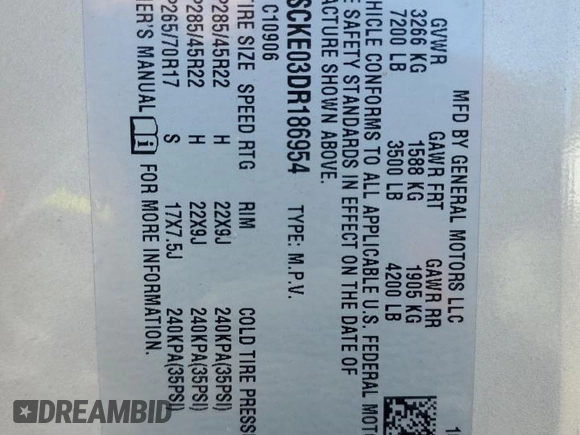 MFD BY GENERAL MOTORS LLC
GVWR GAWR FRT GAWR RR
3266 KG 1588 KG 1905 KG
7200 LB 3500 LB 4200 LB
EHICLE CONFORMS TO ALL APPLICABLE U.S. FEDERAL MOT
E SAFETY STANDARDS IN EFFECT ON THE DATE OF
ACTURE SHOWN ABOVE.
SCKE03DR186954 TYPE: M.P.V.
C10906
TIRE SIZE SPEED RTG RIM COLD TIRE PRESS
P285/45R22 H 22X9J 240KPA(35PSI)
P285/45R22 H 22X9J 240KPA(35PSI)
P265/70R17 S 17X7.5J 240KPA(35PSI)
NER'S MANUAL FOR MORE INFORMATION.
DREAMBID